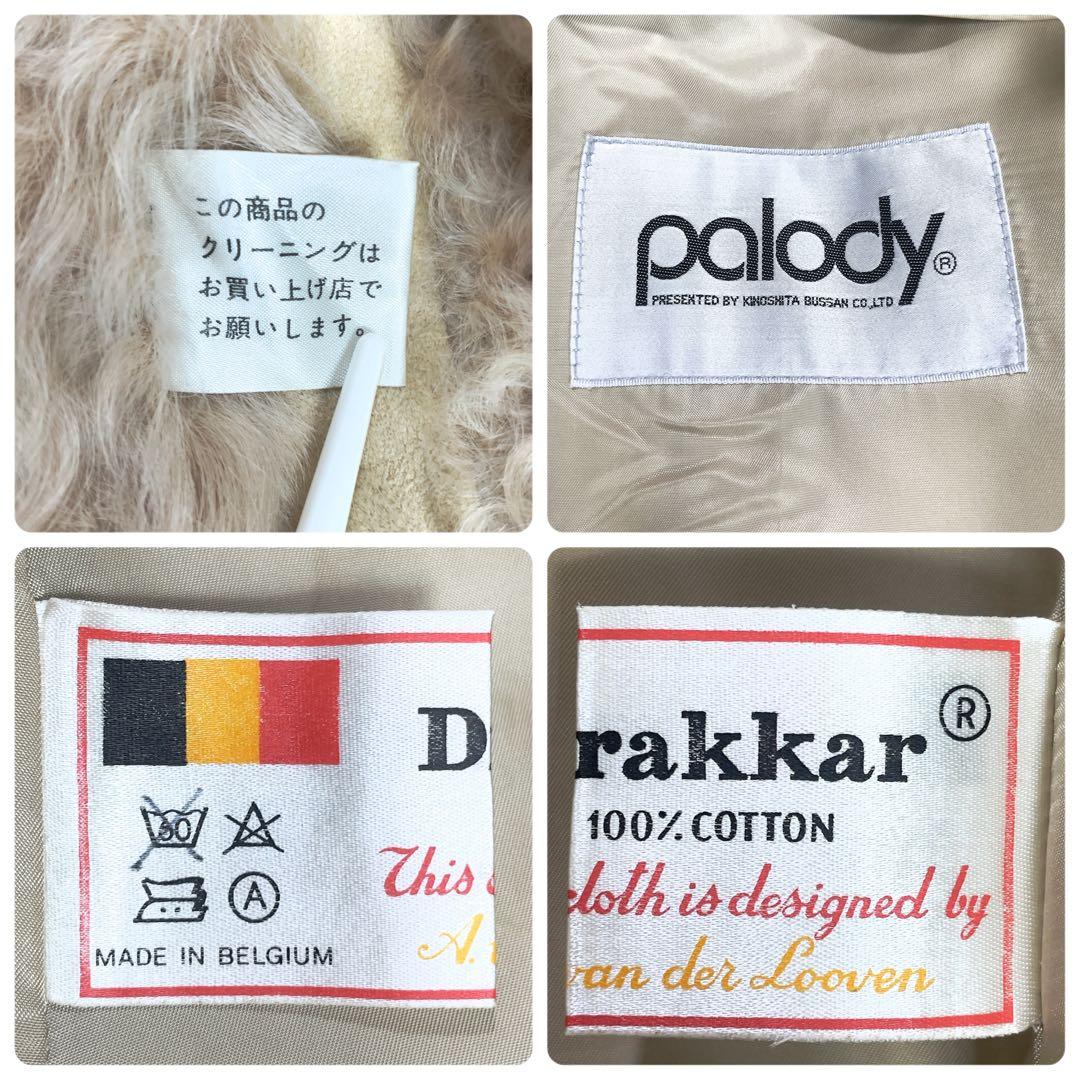 この商品の
クリーニングは
お買い上げ店で
お願いします。
palody®
PRESENTED BY KINOSHITA BUSSAN CO.,LTD
D
30
A
This
A.
MADE IN BELGIUM
rakkar®
100% COTTON
cloth is designed by
van der Looven